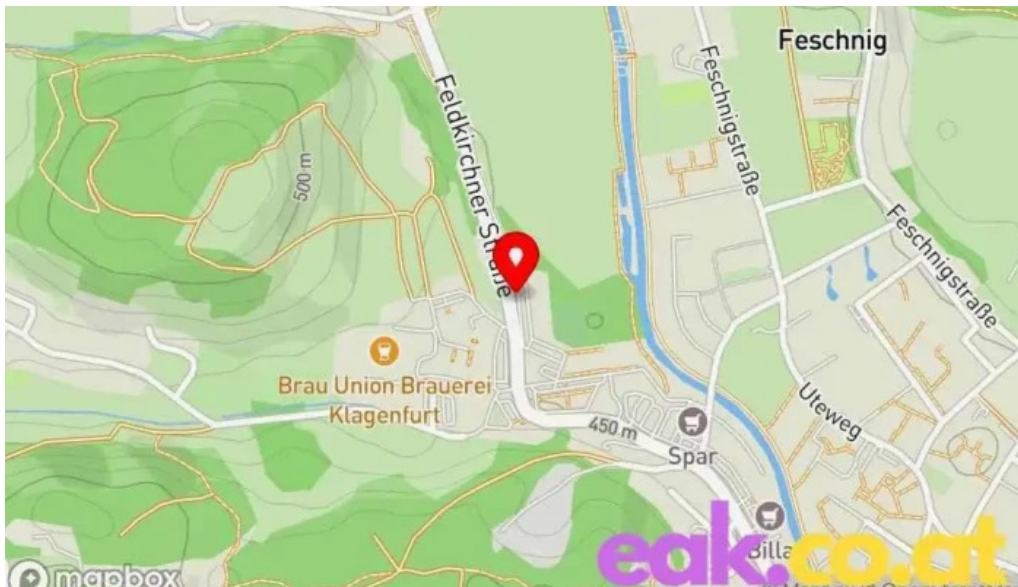 Feschnig
Feldkirchner Straße
Feschnigstraße
500 m
Feschnigstraße
Brau Union Brauerei
Klagenfurt
Uteweg
450 m
Spar
Billa
eak.co.at
mapbox